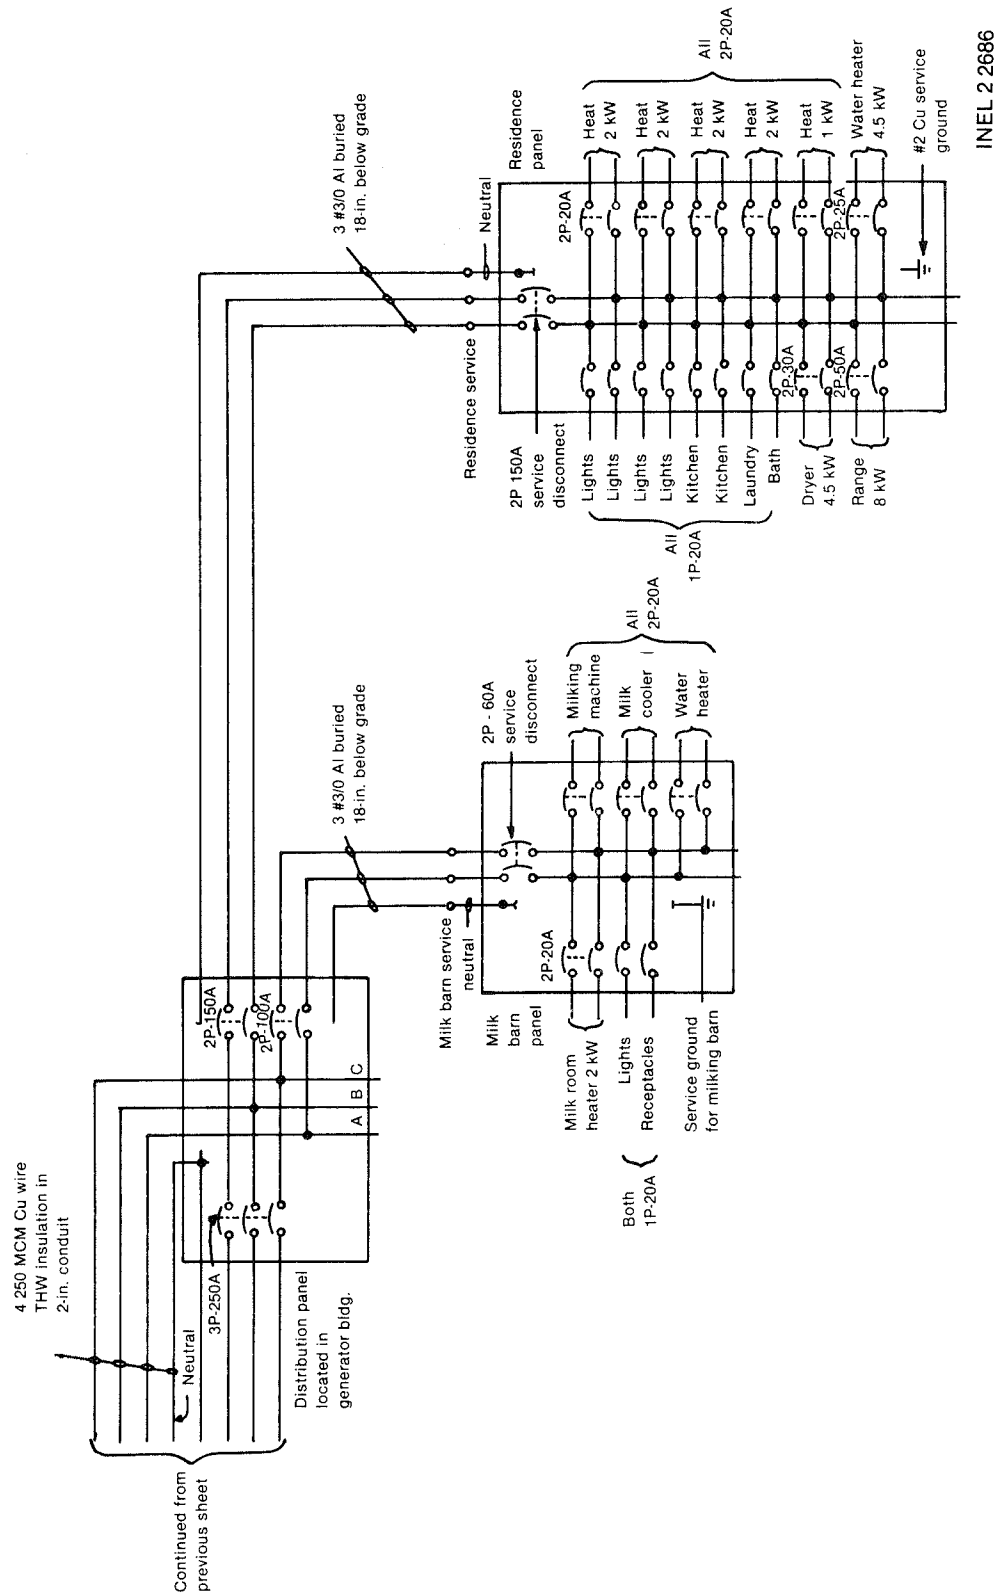 4 250 MCM Cu wire
THW insulation in
2-in. conduit
Continued from
previous sheet
Neutral
3P-250A
Distribution panel
located in
generator bldg.
A
B
C
2P-150A
2P-100A
3 #3/0 Al buried
18-in. below grade
Milk barn service
neutral
Milk
barn
panel
2P - 60A
service
disconnect
2P-20A
Milk room
heater 2 kW
Lights
Receptacles
Both
1P-20A
Service ground
for milking barn
Milking
machine
Milk
cooler
Water
heater
All
2P-20A
3 #3/0 Al buried
18-in. below grade
Residence service
Neutral
Residence
panel
2P 150A
service
disconnect
2P-20A
Lights
Lights
Lights
Lights
Kitchen
Kitchen
Laundry
Bath
All
1P-20A
2P-30A
Dryer
4.5 kW
2P-50A
Range
8 kW
Heat
2 kW
Heat
2 kW
Heat
2 kW
Heat
2 kW
Heat
1 kW
All
2P-20A
2P-25A
Water heater
4.5 kW
#2 Cu service
ground
INEL 2 2686